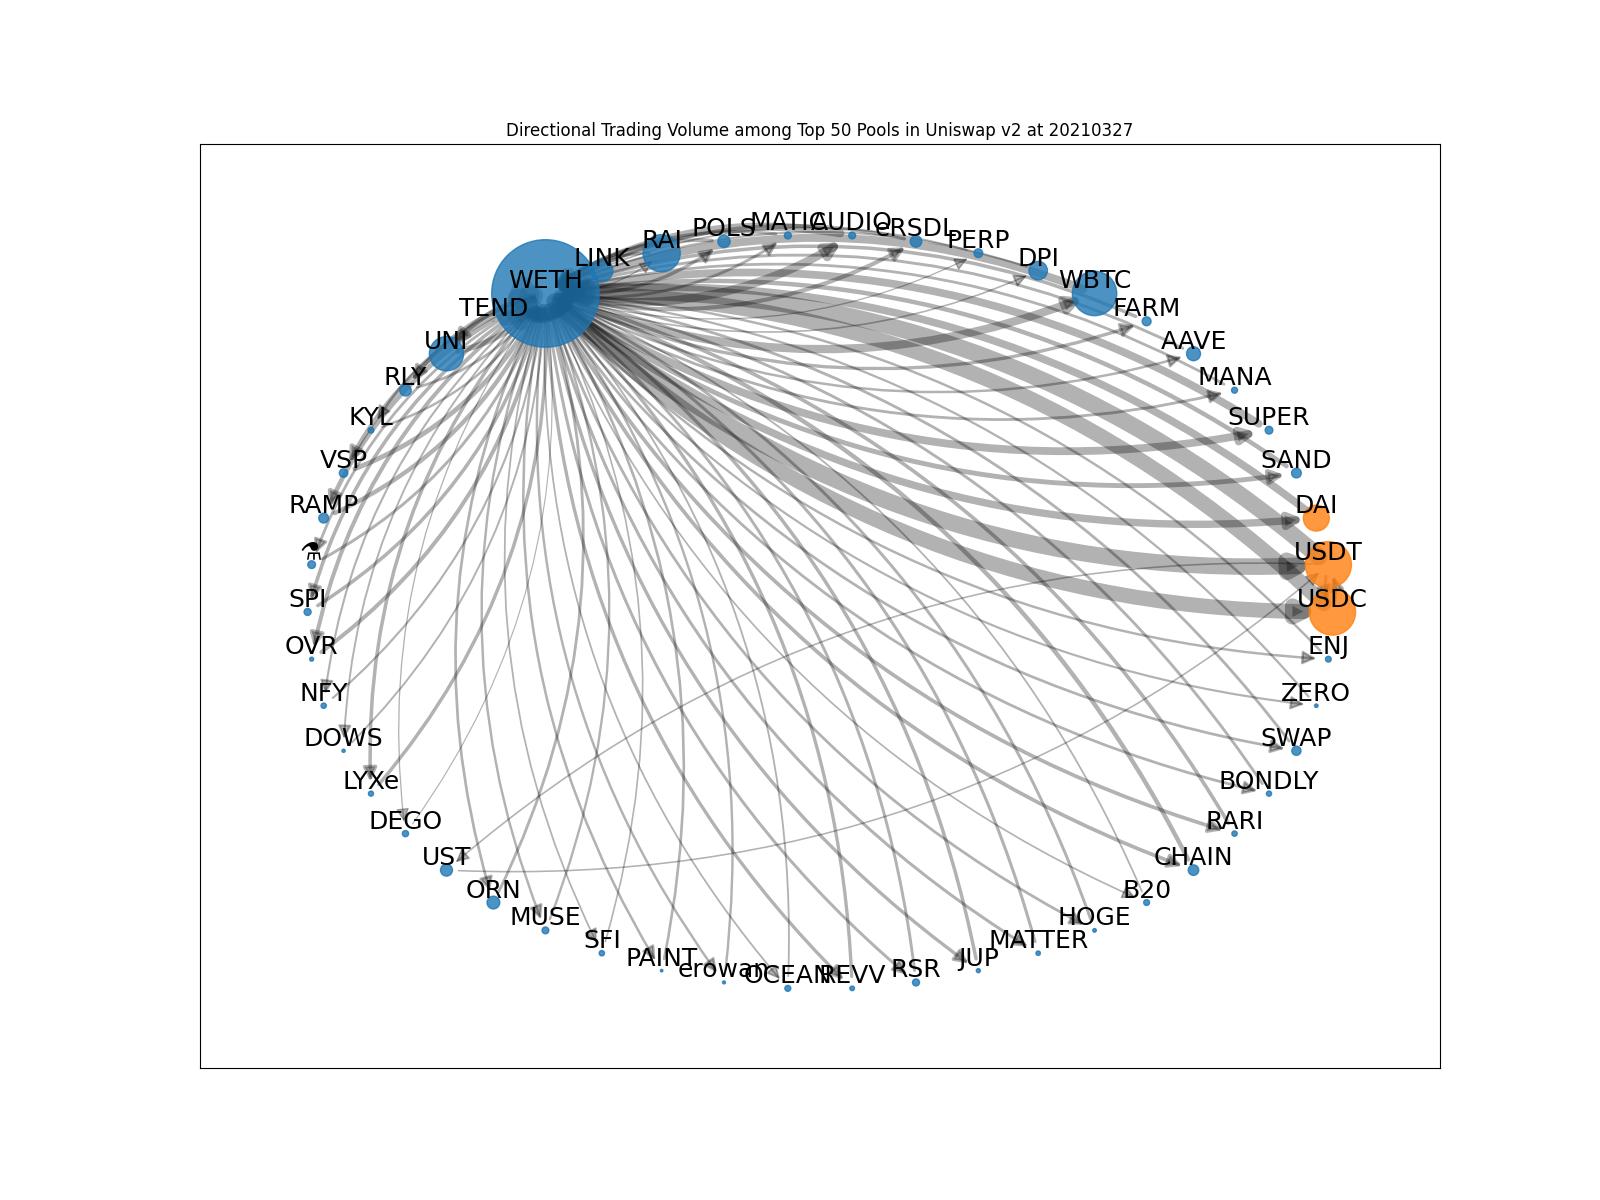 Directional Trading Volume among Top 50 Pools in Uniswap v2 at 20210327
MATIC
AUDIO
POLS
CRSDL
RAI
PERP
LINK
DPI
WETH
WBTC
TEND
FARM
UNI
AAVE
RLY
MANA
KYL
SUPER
VSP
SAND
RAMP
DAI
⚗
USDT
SPI
USDC
OVR
ENJ
NFY
ZERO
DOWS
SWAP
LYXe
BONDLY
DEGO
RARI
UST
CHAIN
ORN
B20
MUSE
HOGE
SFI
MATTER
PAINT
JUP
erowan
RSR
OCEAN
REVV